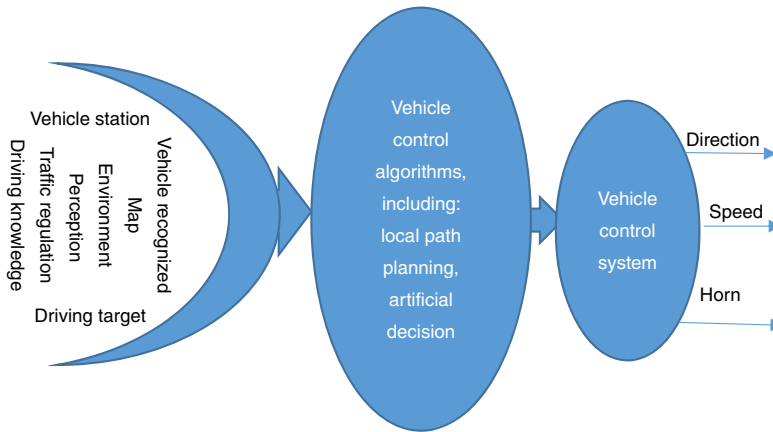 Vehicle station
Driving knowledge
Traffic regulation
Perception
Environment
Map
Vehicle recognized
Driving target
Vehicle
control
algorithms,
including:
local path
planning,
artificial
decision
Vehicle
control
system
Direction
Speed
Horn